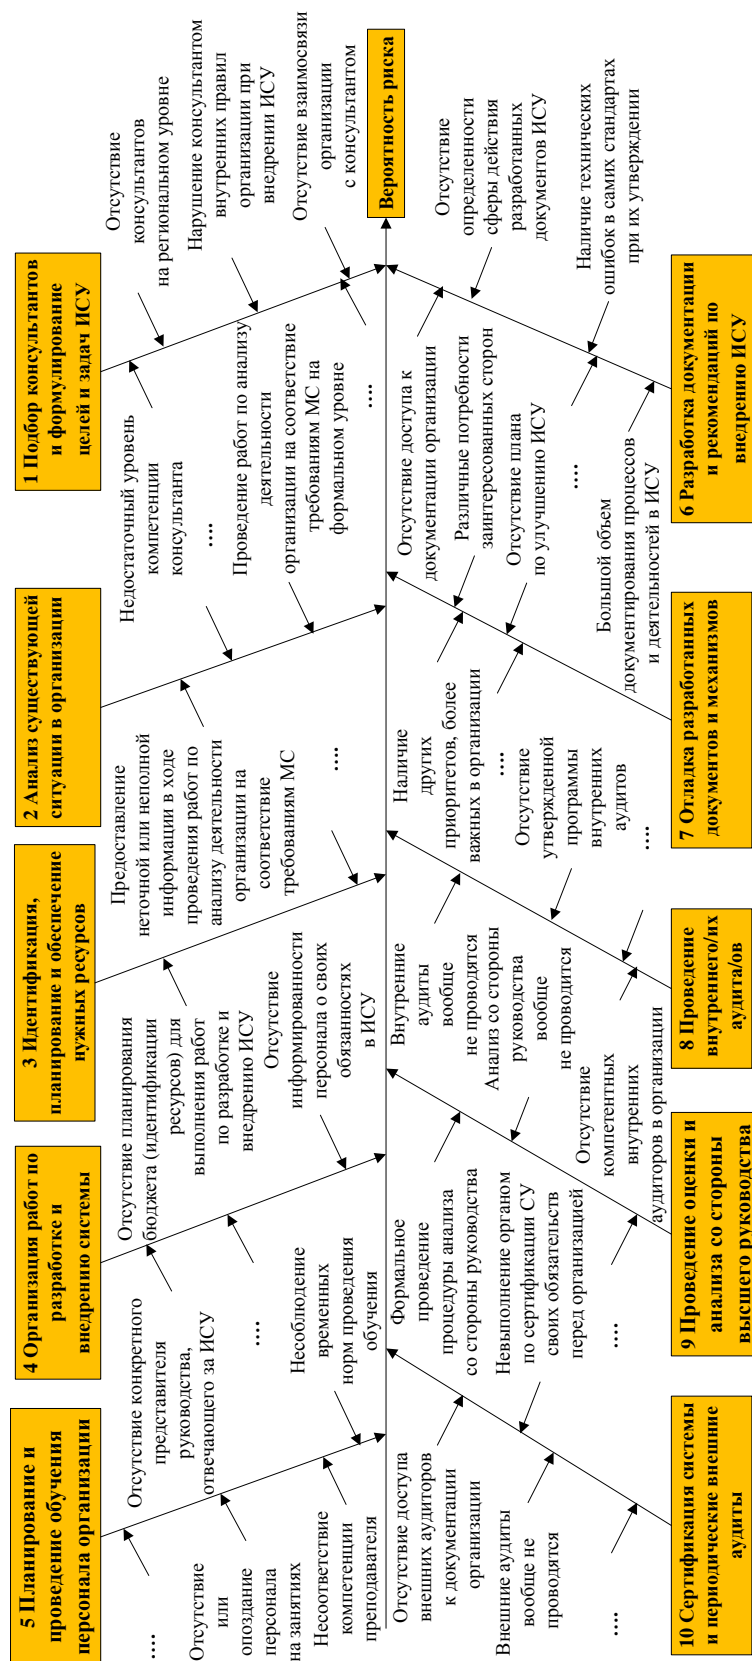 5 Планирование и
проведение обучения
персонала организации
4 Организация работ по
разработке и
внедрению системы
3 Идентификация,
планирование и обеспечение
нужных ресурсов
2 Анализ существующей
ситуации в организации
1 Подбор консультантов
и формулирование
целей и задач ИСУ
....
Отсутствие
или
опоздание
персонала
на занятиях
Несоответствие
компетенции
преподавателя
Отсутствие конкретного
представителя
руководства,
отвечающего за ИСУ
....
Несоблюдение
временных
норм проведения
обучения
Отсутствие планирования
бюджета (идентификации
ресурсов) для
выполнения работ
по разработке и
внедрению ИСУ
Отсутствие
информированности
персонала о своих
обязанностях
в ИСУ
Предоставление
неточной или неполной
информации в ходе
проведения работ по
анализу деятельности
организации на
соответствие
требованиям МС
....
Недостаточный уровень
компетенции
консультанта
....
Проведение работ по анализу
деятельности
организации на соответствие
требованиям МС на
формальном уровне
....
Отсутствие
консультантов
на региональном уровне
Нарушение консультантом
внутренних правил
организации при
внедрении ИСУ
Отсутствие взаимосвязи
организации
с консультантом
Вероятность риска
Отсутствие доступа
внешних аудиторов
к документации
организации
Внешние аудиты
вообще не
проводятся
....
Формальное
проведение
процедуры анализа
со стороны руководства
Невыполнение органом
по сертификации СУ
своих обязательств
перед организацией
....
Внутренние
аудиты
вообще
не проводятся
Анализ со стороны
руководства
вообще
не проводится
Отсутствие
компетентных
внутренних
аудиторов в организации
Наличие
других
приоритетов, более
важных в организации
....
Отсутствие
утвержденной
программы
внутренних
аудитов
....
Отсутствие доступа к
документации организации
Различные потребности
заинтересованных сторон
Отсутствие плана
по улучшению ИСУ
....
Большой объем
документирования процессов
и деятельностей в ИСУ
Отсутствие
определенности
сферы действия
разработанных
документов ИСУ
Наличие технических
ошибок в самих стандартах
при их утверждении
10 Сертификация системы
и периодические внешние
аудиты
9 Проведение оценки и
анализа со стороны
высшего руководства
8 Проведение
внутреннего/их
аудита/ов
7 Отладка разработанных
документов и механизмов
6 Разработка документации
и рекомендаций по
внедрению ИСУ